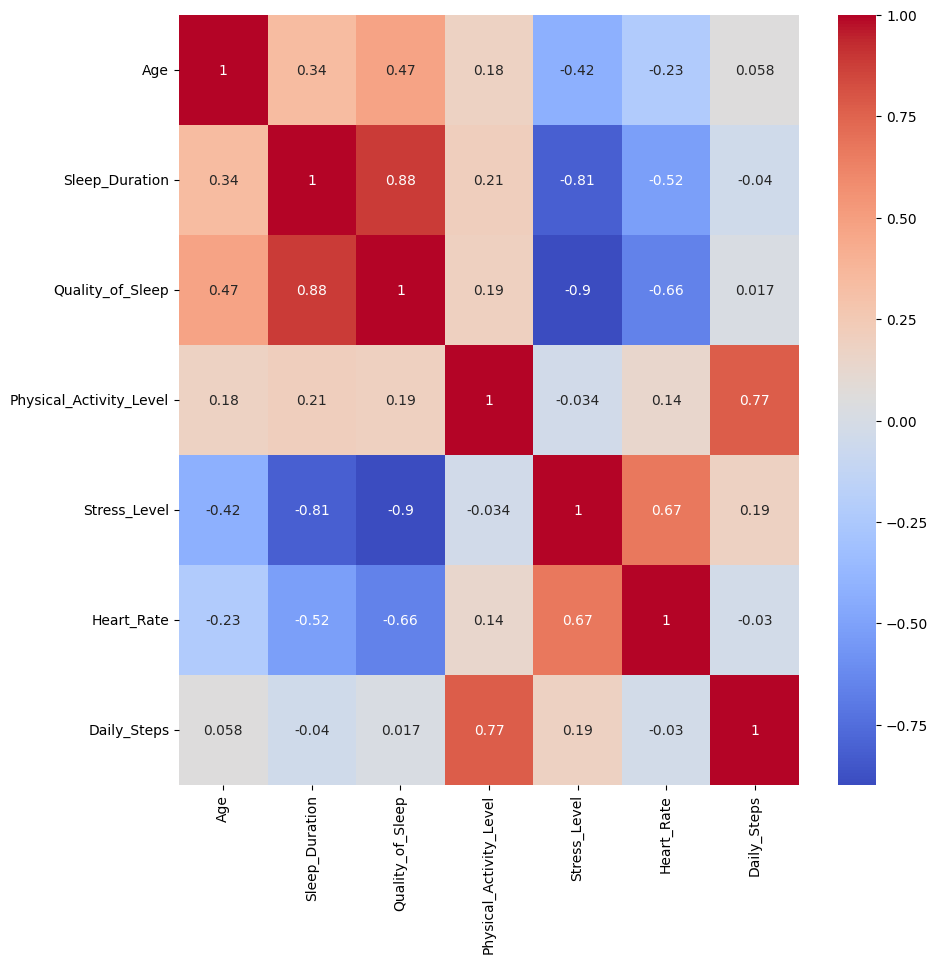 Age 1 0.34 0.47 0.18 -0.42 -0.23 0.058
Sleep_Duration 0.34 1 0.88 0.21 -0.81 -0.52 -0.04
Quality_of_Sleep 0.47 0.88 1 0.19 -0.9 -0.66 0.017
Physical_Activity_Level 0.18 0.21 0.19 1 -0.034 0.14 0.77
Stress_Level -0.42 -0.81 -0.9 -0.034 1 0.67 0.19
Heart_Rate -0.23 -0.52 -0.66 0.14 0.67 1 -0.03
Daily_Steps 0.058 -0.04 0.017 0.77 0.19 -0.03 1
Age
Sleep_Duration
Quality_of_Sleep
Physical_Activity_Level
Stress_Level
Heart_Rate
Daily_Steps
1.00
0.75
0.50
0.25
0.00
−0.25
−0.50
−0.75